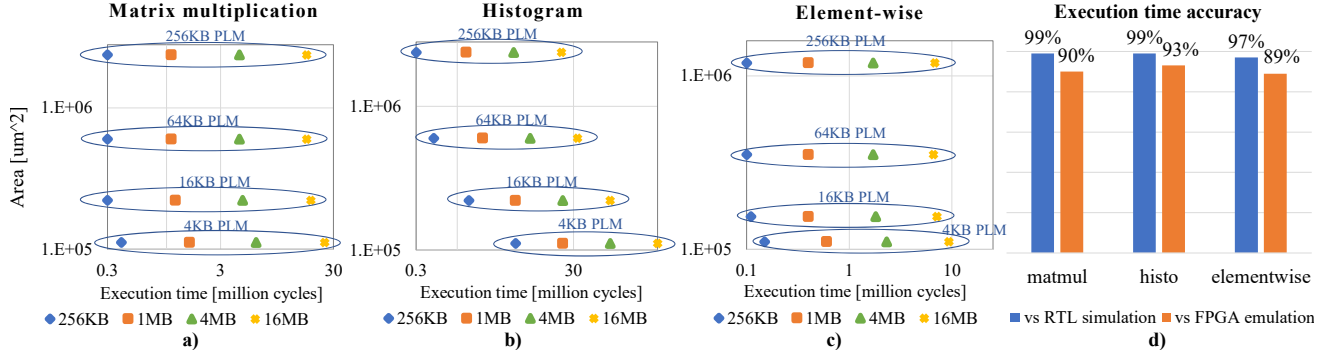 Matrix multiplication
256KB PLM
1.E+06
64KB PLM
16KB PLM
4KB PLM
1.E+05
0.3 3 30
Area [um^2]
Execution time [million cycles]
256KB 1MB 4MB 16MB
a)
Histogram
256KB PLM
1.E+06
64KB PLM
16KB PLM
4KB PLM
1.E+05
0.3 30
Execution time [million cycles]
256KB 1MB 4MB 16MB
b)
Element-wise
256KB PLM
1.E+06
64KB PLM
16KB PLM
4KB PLM
1.E+05
0.1 1 10
Execution time [million cycles]
256KB 1MB 4MB 16MB
c)
Execution time accuracy
99% 99% 97%
90% 93% 89%
matmul histo elementwise
vs RTL simulation vs FPGA emulation
d)